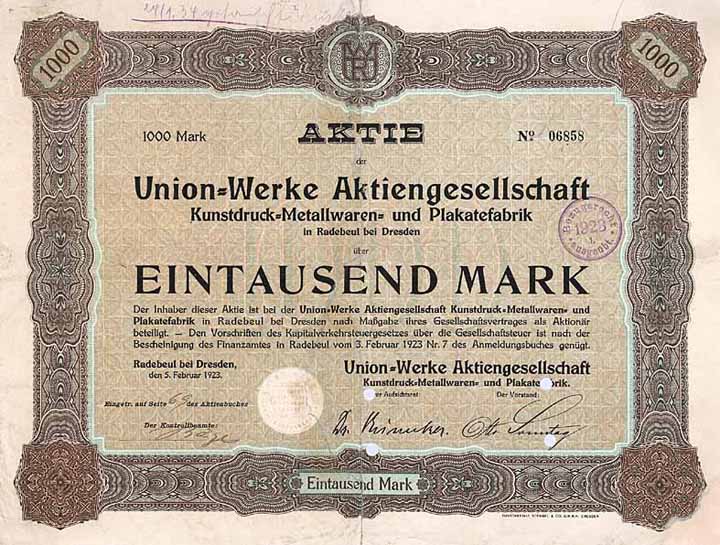 1000
1000
1000 Mark
AKTIE
№ 06858
der
Union=Werke Aktiengesellschaft
Kunstdruck=Metallwaren= und Plakatefabrik
in Radebeul bei Dresden
über
Bezugsrecht
1923
I.
ausgeübt.
EINTAUSEND MARK
Der Inhaber dieser Aktie ist bei der Union=Werke Aktiengesellschaft Kunstdruck=Metallwaren= und
Plakatefabrik in Radebeul bei Dresden nach Maßgabe ihres Gesellschaftsvertrages als Aktionär
beteiligt. — Den Vorschriften des Kapitalverkehrsteuergesetzes über die Gesellschaftsteuer ist nach der
Bescheinigung des Finanzamtes in Radebeul vom 3. Februar 1923 Nr. 7 des Anmeldungsbuches genügt.
Radebeul bei Dresden,
den 5. Februar 1923.
Union=Werke Aktiengesellschaft
Kunstdruck=Metallwaren= und Plakatefabrik.
Der Aufsichtsrat
Der Vorstand:
Eingetr. auf Seite 69 des Aktienbuches
Der Kontrollbeamte:
Otto Sonntag
Eintausend Mark